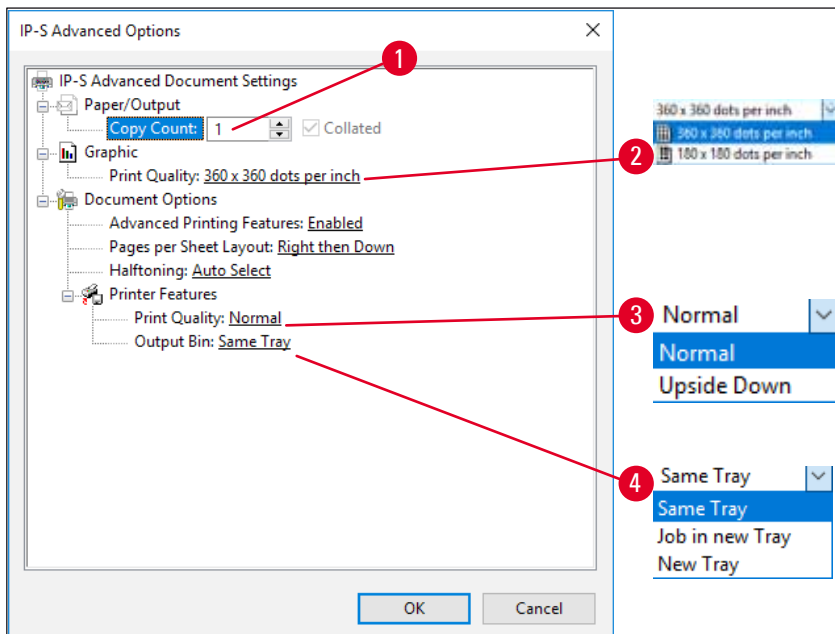 IP-S Advanced Options
IP-S Advanced Document Settings
Paper/Output
Copy Count: 1 Collated
Graphic
Print Quality: 360 x 360 dots per inch
Document Options
Advanced Printing Features: Enabled
Pages per Sheet Layout: Right then Down
Halftoning: Auto Select
Printer Features
Print Quality: Normal
Output Bin: Same Tray
OK Cancel
1
2
360 x 360 dots per inch
360 x 360 dots per inch
180 x 180 dots per inch
3
Normal
Normal
Upside Down
4
Same Tray
Same Tray
Job in new Tray
New Tray